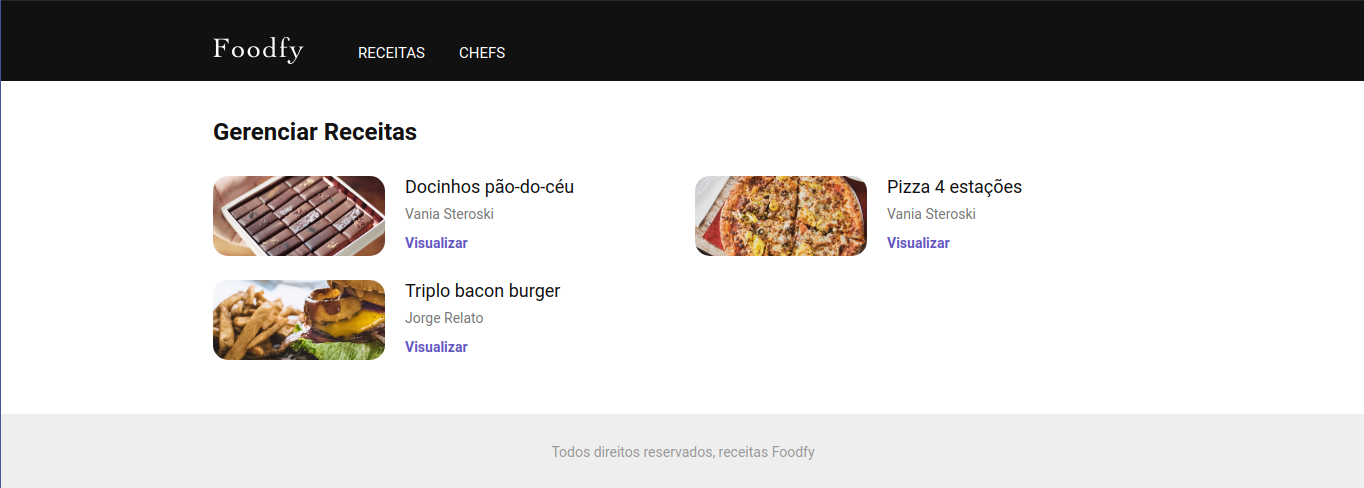 Foodfy
RECEITAS
CHEFS
Gerenciar Receitas
Docinhos pão-do-céu
Vania Steroski
Visualizar
Pizza 4 estações
Vania Steroski
Visualizar
Triplo bacon burger
Jorge Relato
Visualizar
Todos direitos reservados, receitas Foodfy